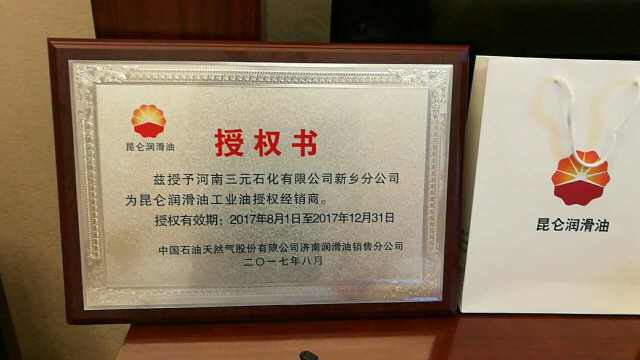 昆仑润滑油
授权书
兹授予河南三元石化有限公司新乡分公司
为昆仑润滑油工业油授权经销商。
授权有效期：2017年8月1日至2017年12月31日
中国石油天然气股份有限公司济南润滑油销售分公司
二〇一七年八月
昆仑润滑油